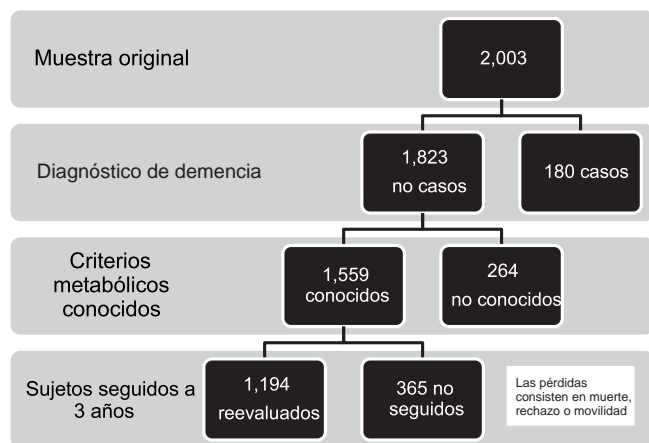 Muestra original
2,003
Diagnóstico de demencia
1,823
no casos
180 casos
Criterios
metabólicos
conocidos
1,559
conocidos
264
no conocidos
Sujetos seguidos a
3 años
1,194
reevaluados
365 no
seguidos
Las pérdidas
consisten en muerte,
rechazo o movilidad